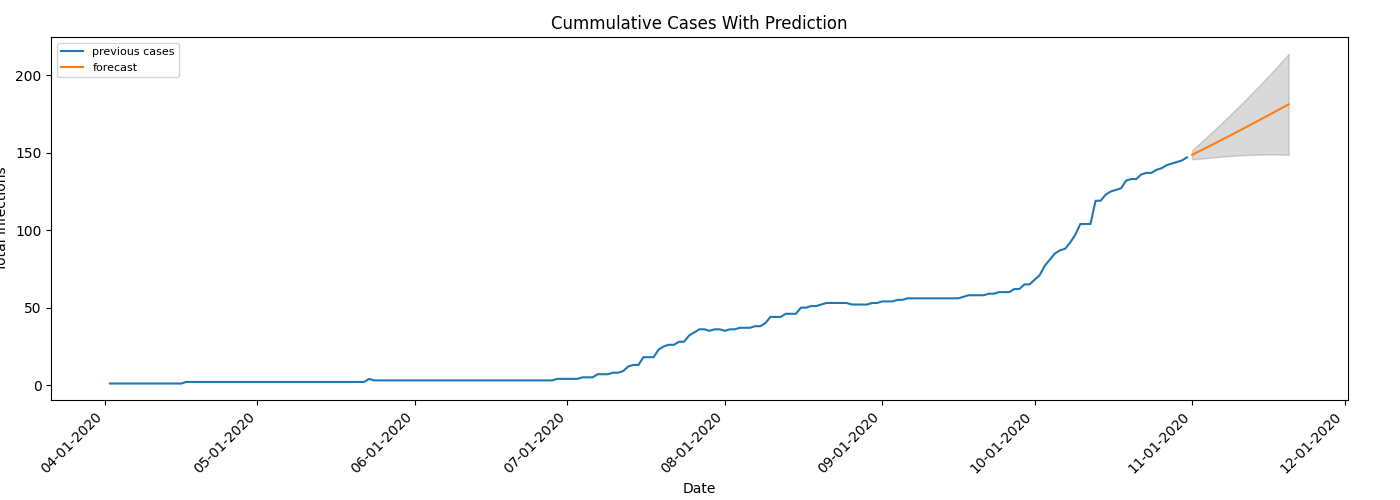 Cummulative Cases With Prediction
previous cases
forecast
200
150
100
50
0
Total Infections
04-01-2020
05-01-2020
06-01-2020
07-01-2020
08-01-2020
09-01-2020
10-01-2020
11-01-2020
12-01-2020
Date